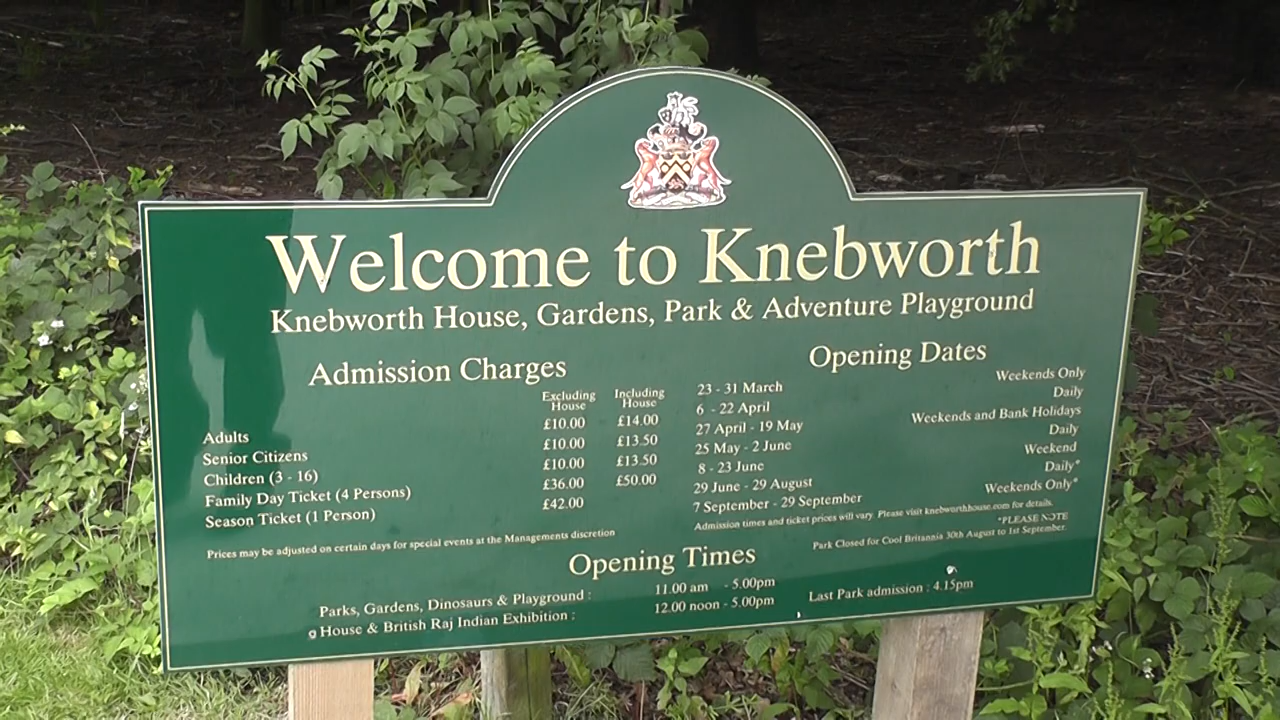 Welcome to Knebworth
Knebworth House, Gardens, Park & Adventure Playground
Admission Charges
Excluding House Including House
Adults £10.00 £14.00
Senior Citizens £10.00 £13.50
Children (3 - 16) £10.00 £13.50
Family Day Ticket (4 Persons) £36.00 £50.00
Season Ticket (1 Person) £42.00
Prices may be adjusted on certain days for special events at the Managements discretion
Opening Dates
23 - 31 March Weekends Only
6 - 22 April Daily
27 April - 19 May Weekends and Bank Holidays
25 May - 2 June Daily
8 - 23 June Weekend
29 June - 29 August Daily*
7 September - 29 September Weekends Only*
Admission times and ticket prices will vary. Please visit knebworthhouse.com for details.
*PLEASE NOTE
Park Closed for Cool Britannia 30th August to 1st September.
Opening Times
Parks, Gardens, Dinosaurs & Playground : 11.00 am - 5.00pm
House & British Raj Indian Exhibition : 12.00 noon - 5.00pm
Last Park admission : 4.15pm